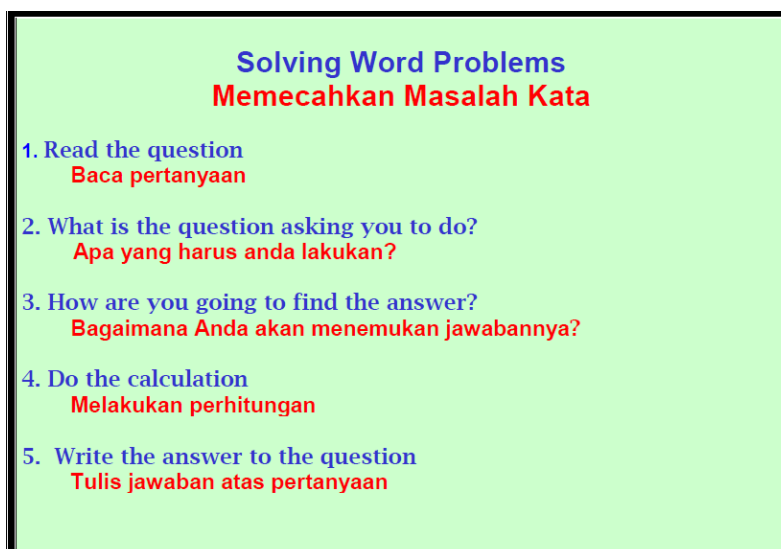 Solving Word Problems
Memecahkan Masalah Kata
1. Read the question
Baca pertanyaan
2. What is the question asking you to do?
Apa yang harus anda lakukan?
3. How are you going to find the answer?
Bagaimana Anda akan menemukan jawabannya?
4. Do the calculation
Melakukan perhitungan
5. Write the answer to the question
Tulis jawaban atas pertanyaan